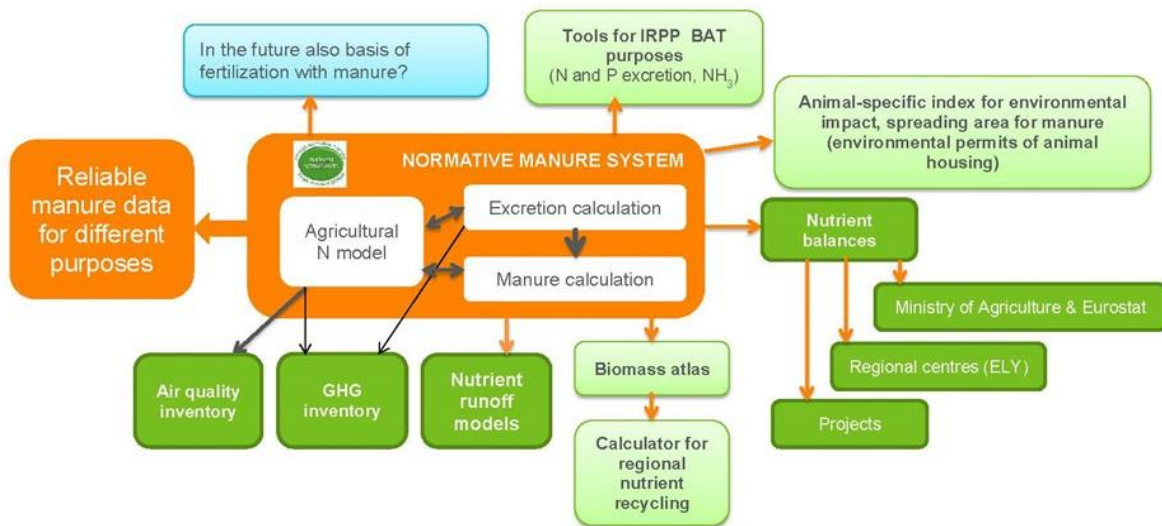 In the future also basis of
fertilization with manure?
Tools for IRPP BAT
purposes
(N and P excretion, NH₃)
Animal-specific index for environmental
impact, spreading area for manure
(environmental permits of animal
housing)
Reliable
manure data
for different
purposes
NORMATIVE MANURE SYSTEM
Agricultural
N model
Excretion calculation
Manure calculation
Nutrient
balances
Ministry of Agriculture & Eurostat
Regional centres (ELY)
Projects
Air quality
inventory
GHG
inventory
Nutrient
runoff
models
Biomass atlas
Calculator for
regional
nutrient
recycling